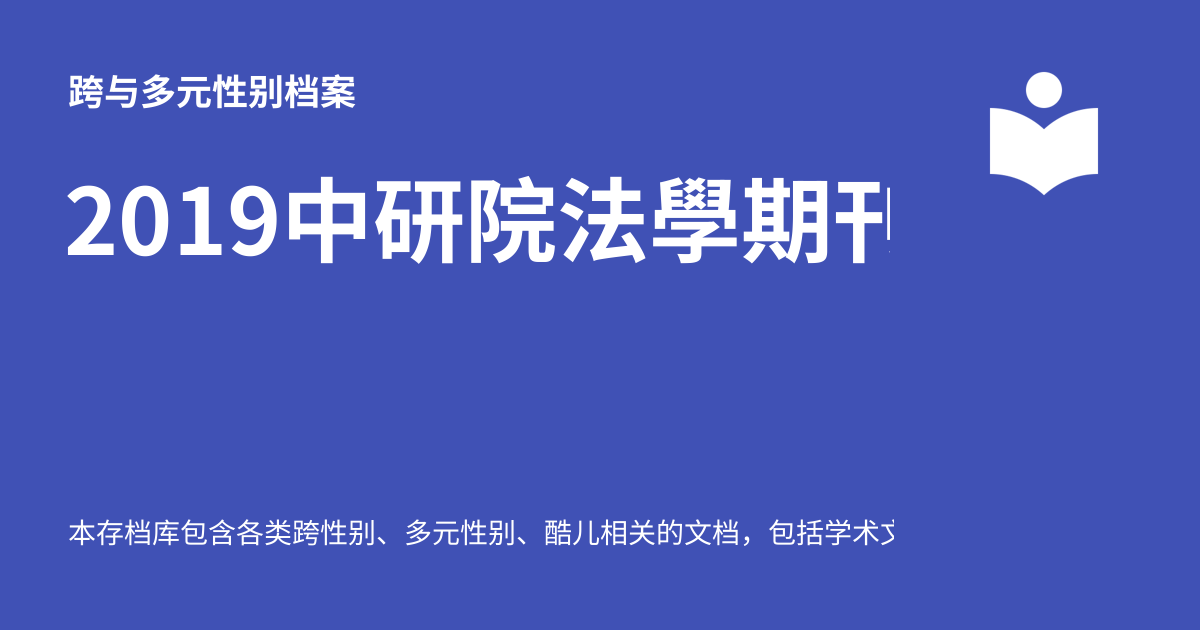 跨与多元性别档案
2019中研院法學期刊
本存档库包含各类跨性别、多元性别、酷儿相关的文档，包括学术文